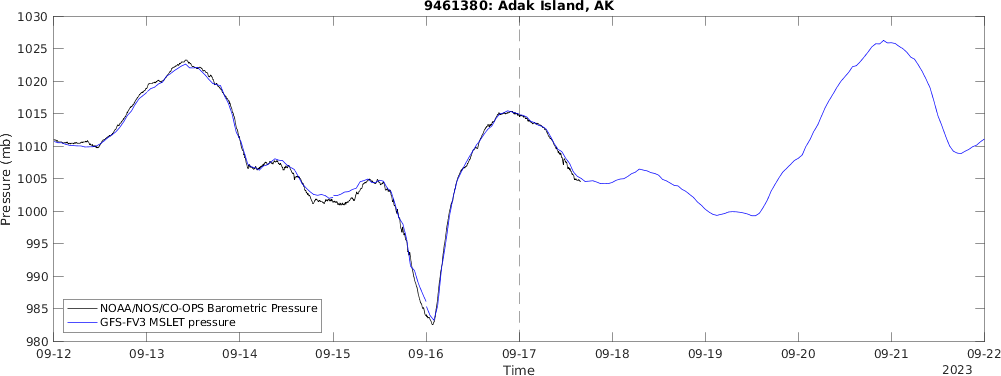 9461380: Adak Island, AK
Pressure (mb)
1030
1025
1020
1015
1010
1005
1000
995
990
985
980
NOAA/NOS/CO-OPS Barometric Pressure
GFS-FV3 MSLET pressure
09-12 09-13 09-14 09-15 09-16 09-17 09-18 09-19 09-20 09-21 09-22
Time
2023